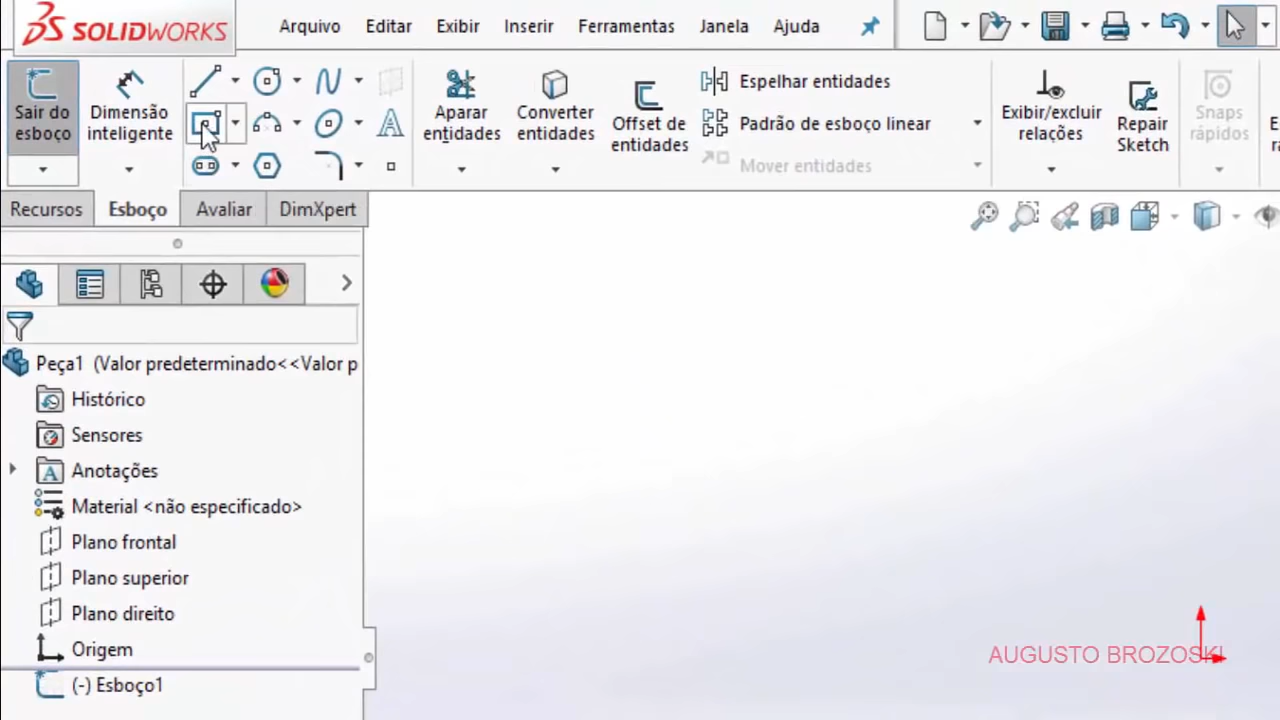 SOLIDWORKS
Arquivo Editar Exibir Inserir Ferramentas Janela Ajuda
Sair do
esboço
Dimensão
inteligente
Aparar
entidades
Converter
entidades
Offset de
entidades
Espelhar entidades
Padrão de esboço linear
Mover entidades
Exibir/excluir
relações
Repair
Sketch
Snaps
rápidos
Recursos Esboço Avaliar DimXpert
Peça1 (Valor predeterminado<<Valor p
Histórico
Sensores
Anotações
Material <não especificado>
Plano frontal
Plano superior
Plano direito
Origem
(-) Esboço1
AUGUSTO BROZOSKI